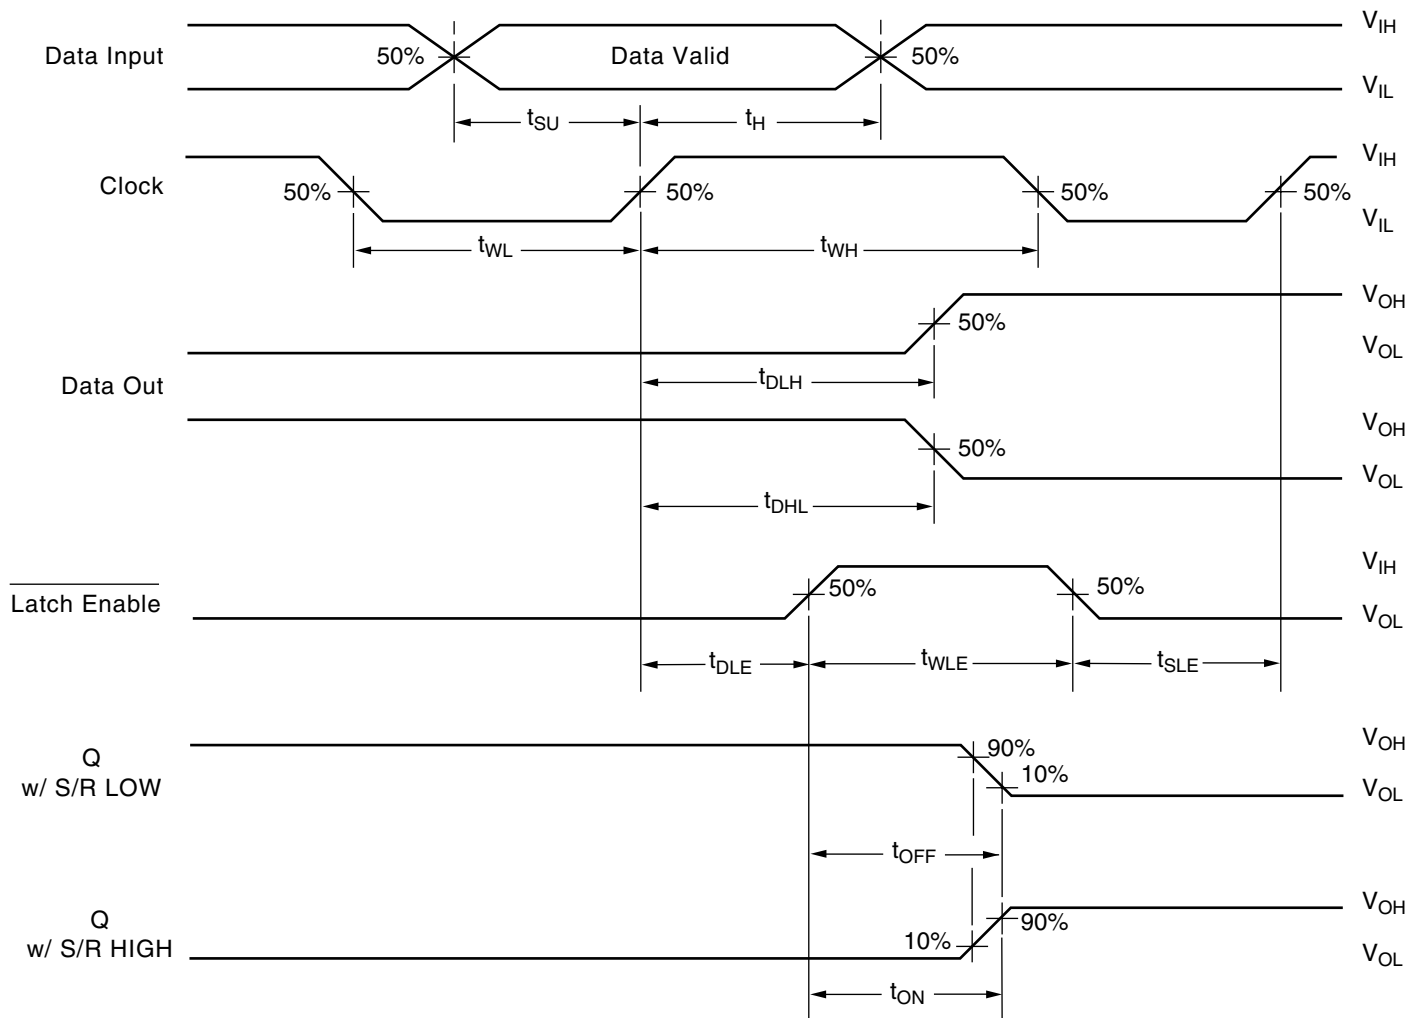 V_IH
Data Input 50% Data Valid 50%
V_IL
t_SU t_H
V_IH
Clock 50% 50% 50% 50%
V_IL
t_WL t_WH
V_OH
50%
V_OL
t_DLH
Data Out
V_OH
50%
V_OL
t_DHL
V_IH
Latch Enable 50% 50%
V_OL
t_DLE t_WLE t_SLE
V_OH
Q 90%
w/ S/R LOW 10%
V_OL
t_OFF
V_OH
Q 90%
w/ S/R HIGH 10%
V_OL
t_ON